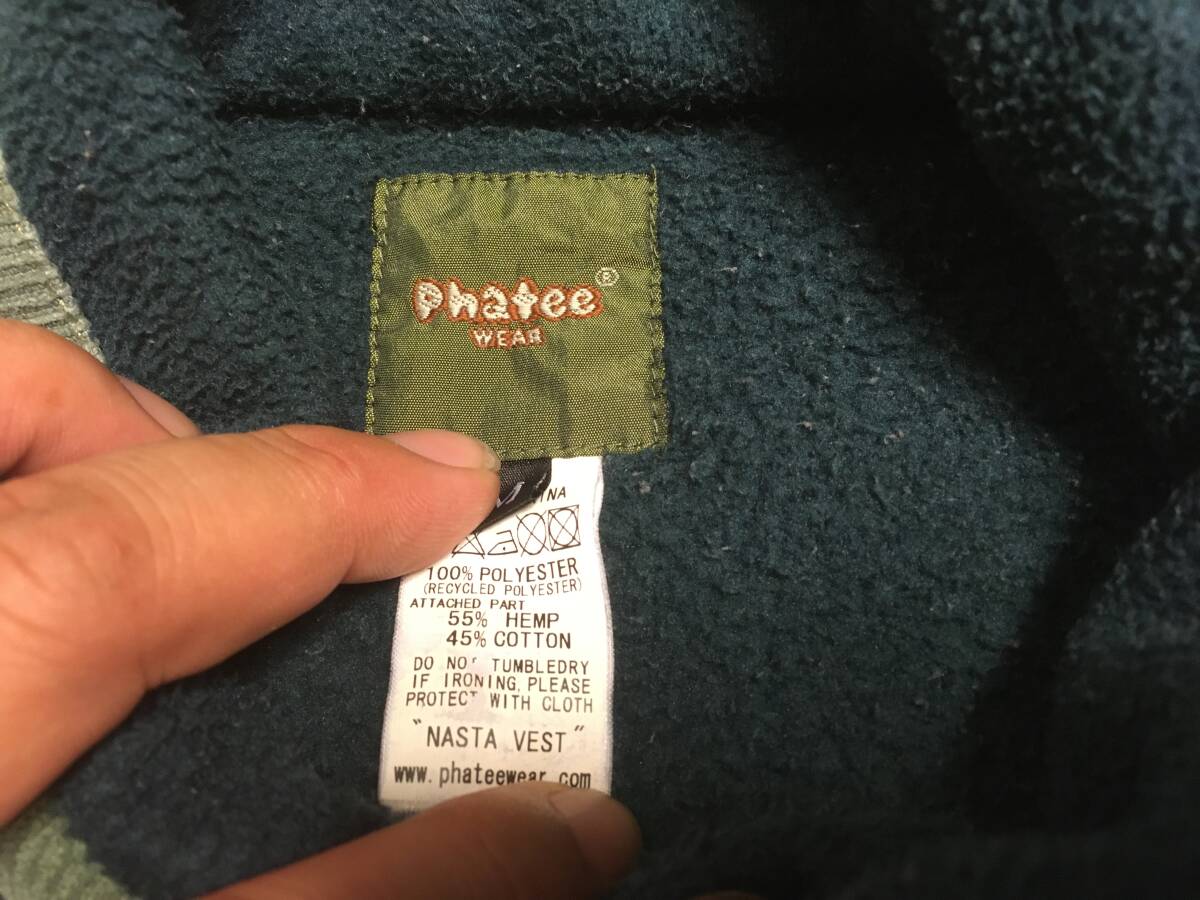 Phatee®
WEAR
M
INA
100% POLYESTER
(RECYCLED POLYESTER)
ATTACHED PART
55% HEMP
45% COTTON
DO NOT TUMBLEDRY
IF IRONING, PLEASE
PROTECT WITH CLOTH
"NASTA VEST"
www.phateewear.com